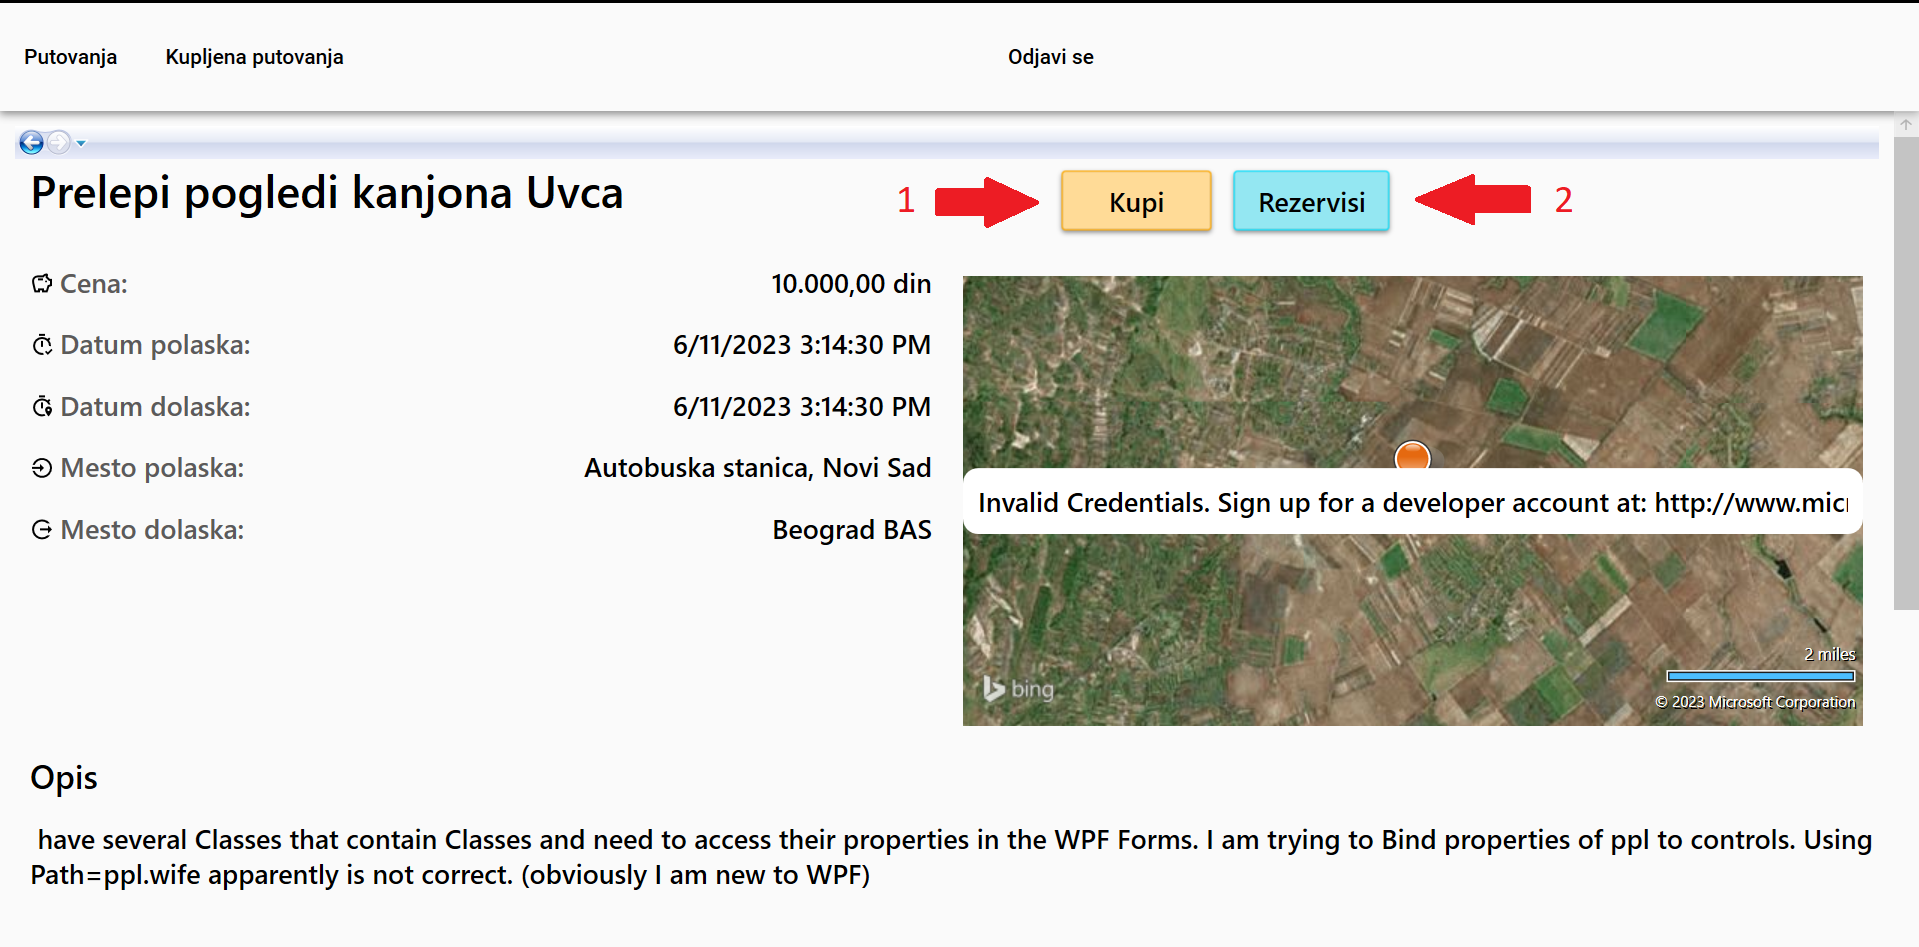 Putovanja Kupljena putovanja Odjavi se
Prelepi pogledi kanjona Uvca
1 Kupi Rezervisi 2
Cena: 10.000,00 din
Datum polaska: 6/11/2023 3:14:30 PM
Datum dolaska: 6/11/2023 3:14:30 PM
Mesto polaska: Autobuska stanica, Novi Sad
Mesto dolaska: Beograd BAS
Invalid Credentials. Sign up for a developer account at: http://www.micr
2 miles
bing
© 2023 Microsoft Corporation
Opis
have several Classes that contain Classes and need to access their properties in the WPF Forms. I am trying to Bind properties of ppl to controls. Using
Path=ppl.wife apparently is not correct. (obviously I am new to WPF)